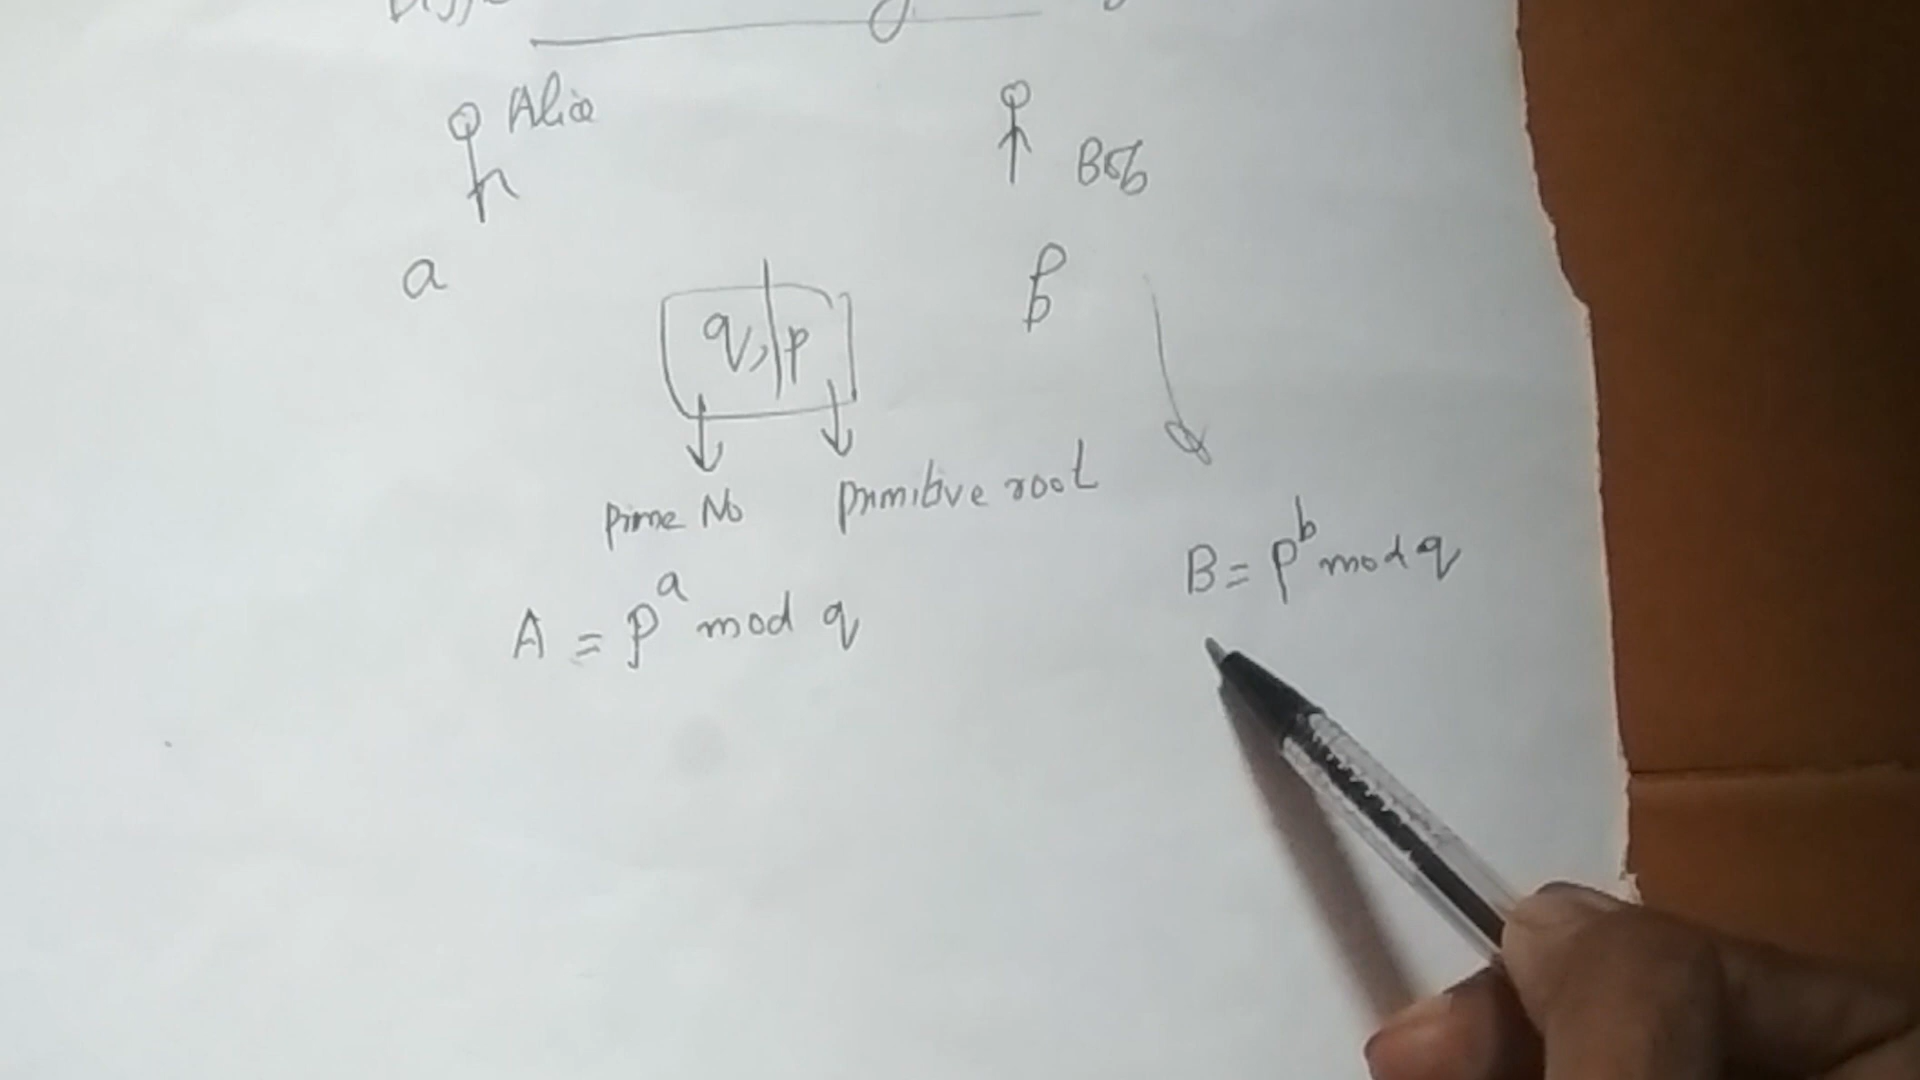 Alice
Bob
a
b
q, p
prime No
primitive root
B = p^b mod q
A = p^a mod q